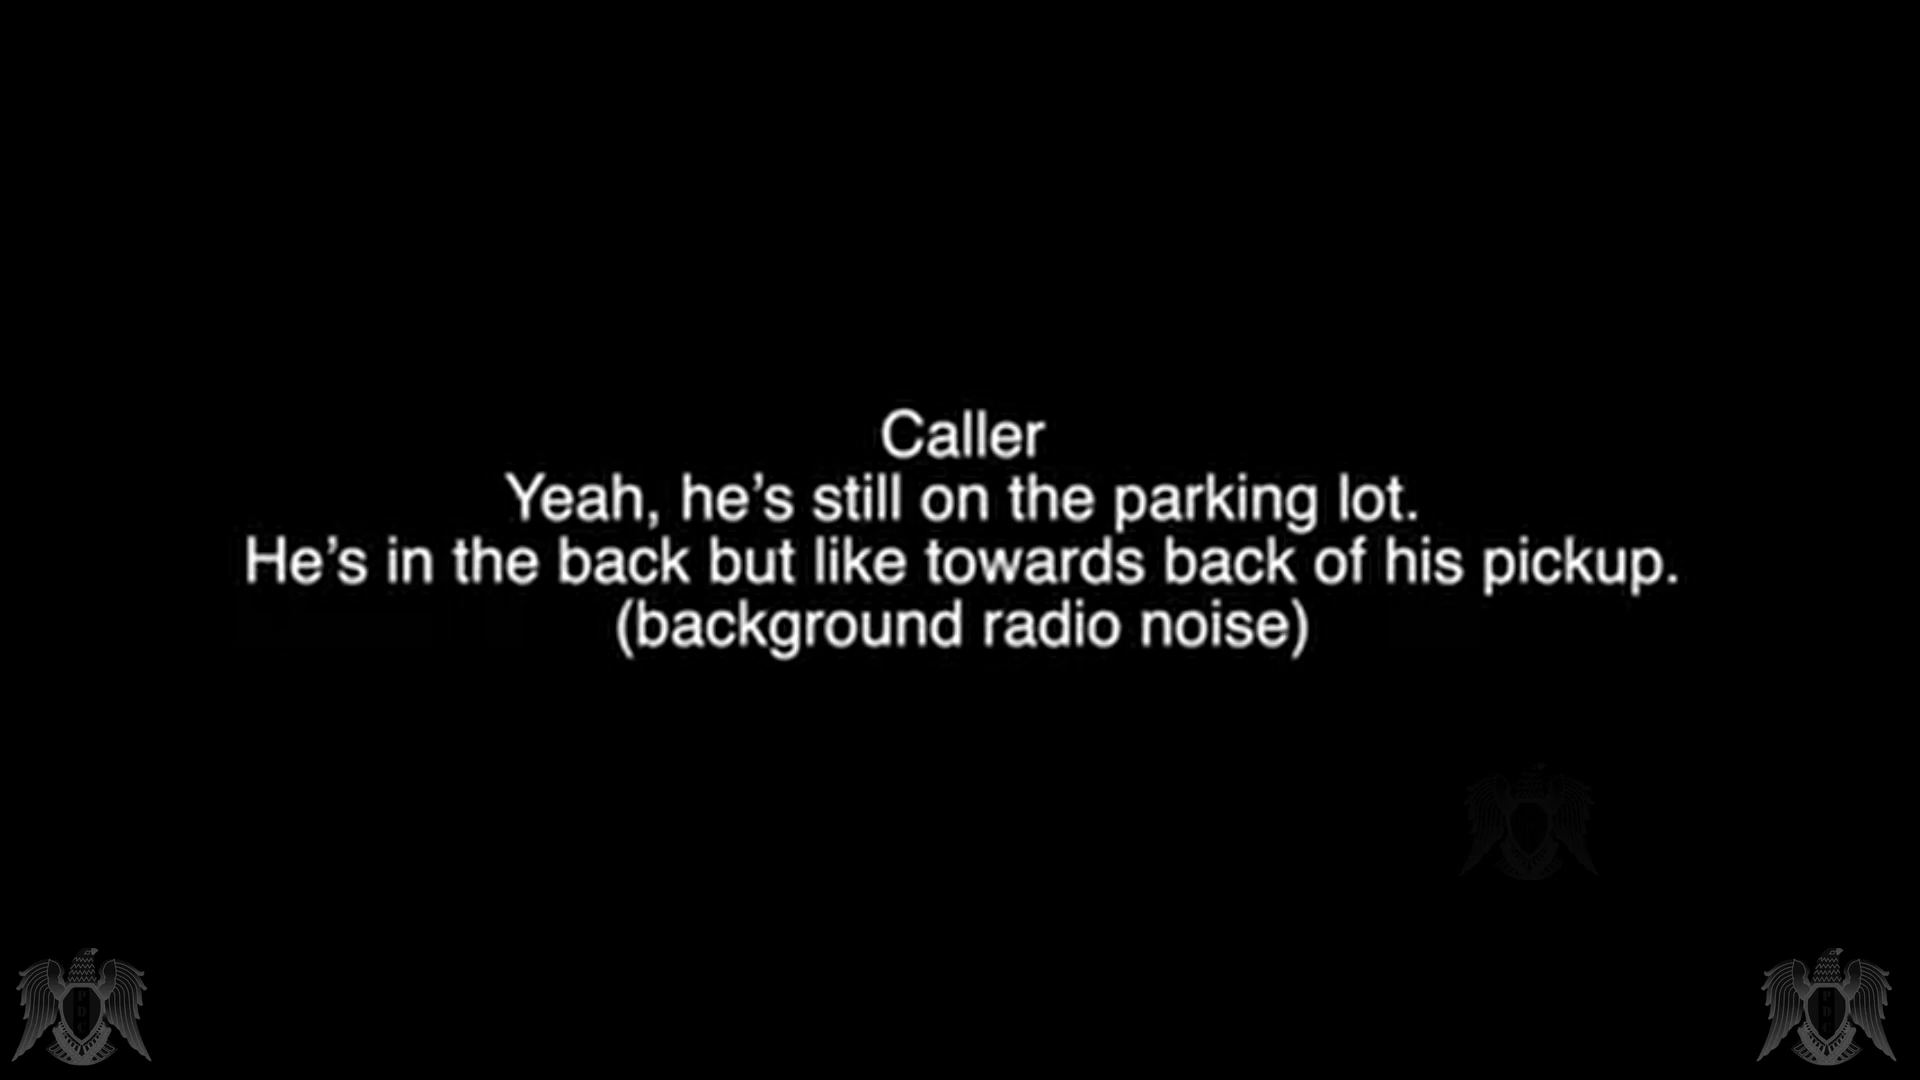 Caller
Yeah, he’s still on the parking lot.
He’s in the back but like towards back of his pickup.
(background radio noise)